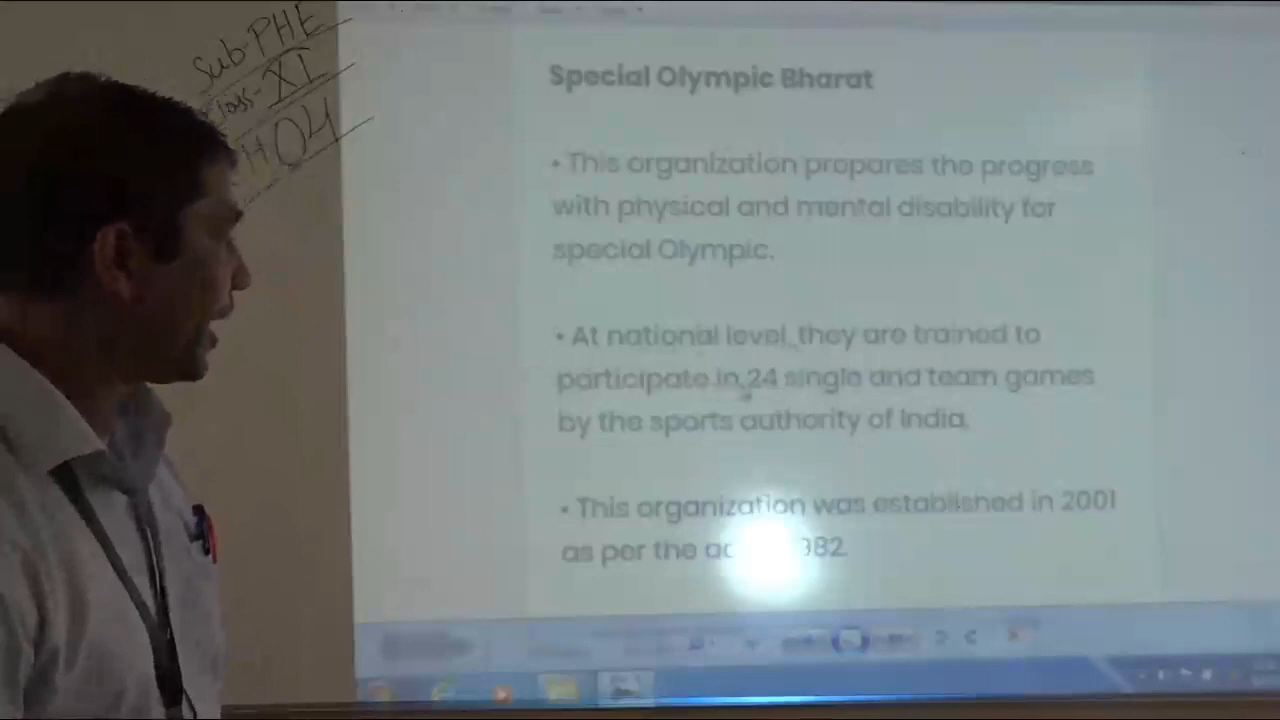 Sub-PHE
Class-XI
CH 04
Special Olympic Bharat
• This organization prepares the progress
with physical and mental disability for
special Olympic.
• At national level, they are trained to
participate in 24 single and team games
by the sports authority of India.
• This organization was established in 2001
as per the